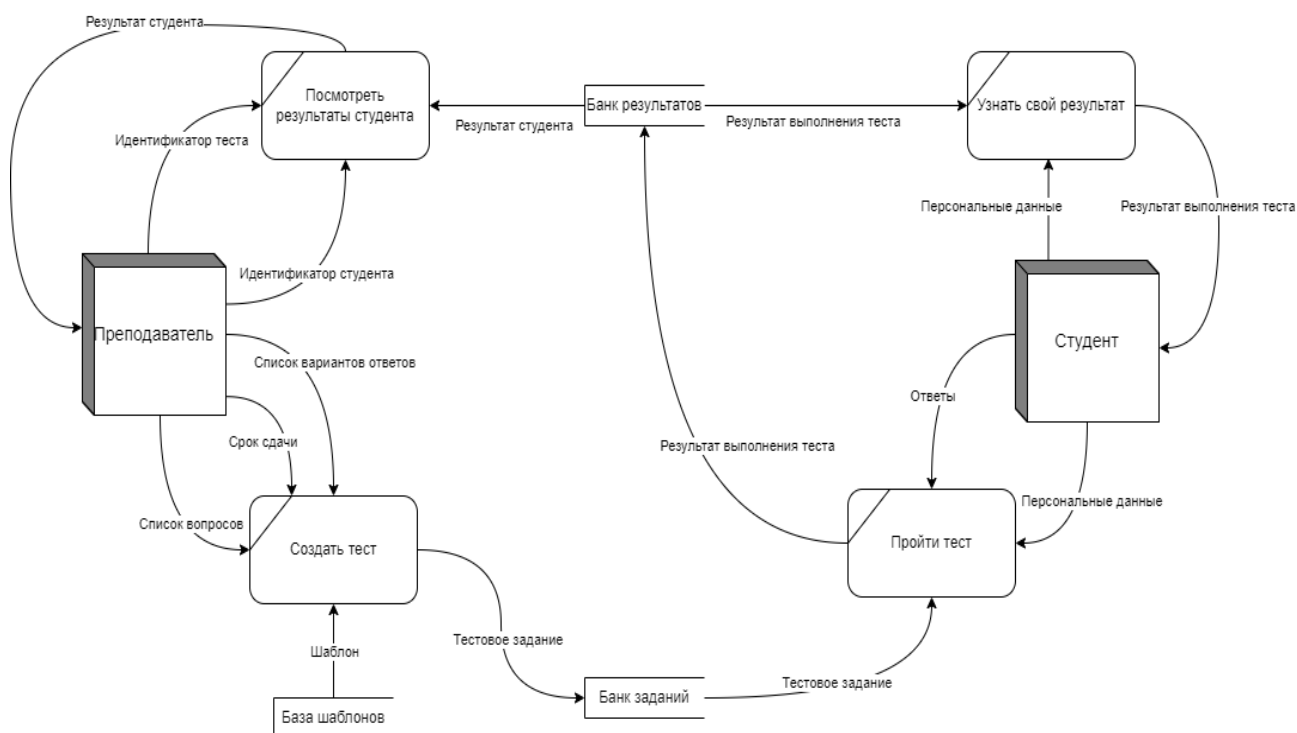 Результат студента
Посмотреть
результаты студента
Банк результатов
Узнать свой результат
Результат студента
Результат выполнения теста
Идентификатор теста
Персональные данные
Результат выполнения теста
Идентификатор студента
Преподаватель
Студент
Список вариантов ответов
Ответы
Срок сдачи
Результат выполнения теста
Список вопросов
Персональные данные
Создать тест
Пройти тест
Шаблон
Тестовое задание
Тестовое задание
Банк заданий
База шаблонов